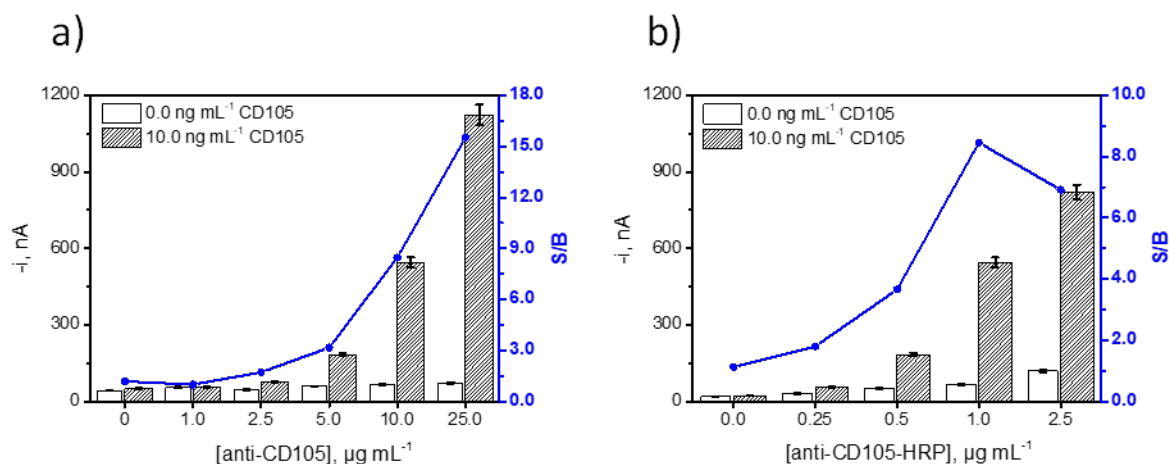 a)
1200
900
600
300
0
–i, nA
0.0 ng mL⁻¹ CD105
10.0 ng mL⁻¹ CD105
18.0
15.0
12.0
9.0
6.0
3.0
0.0
S/B
0 1.0 2.5 5.0 10.0 25.0
[anti-CD105], μg mL⁻¹
b)
1200
900
600
300
0
–i, nA
0.0 ng mL⁻¹ CD105
10.0 ng mL⁻¹ CD105
10.0
8.0
6.0
4.0
2.0
0.0
S/B
0.0 0.25 0.5 1.0 2.5
[anti-CD105-HRP], μg mL⁻¹